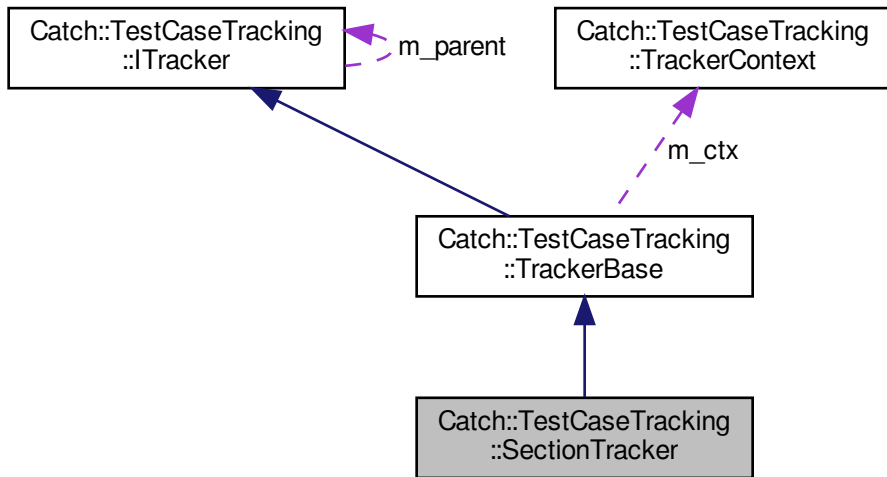 Catch::TestCaseTracking
::ITracker
m_parent
Catch::TestCaseTracking
::TrackerContext
m_ctx
Catch::TestCaseTracking
::TrackerBase
Catch::TestCaseTracking
::SectionTracker